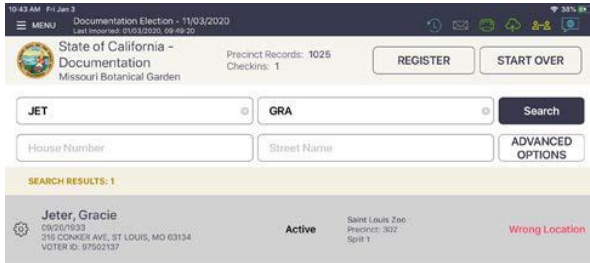 10:43 AM Fri Jan 3
38%
MENU
Documentation Election - 11/03/2020
Last Imported: 01/03/2020, 09:49:20
State of California -
Documentation
Missouri Botanical Garden
Precinct Records: 1025
Checkins: 1
REGISTER
START OVER
JET
GRA
Search
House Number
Street Name
ADVANCED
OPTIONS
SEARCH RESULTS: 1
Jeter, Gracie
09/26/1933
216 CONKER AVE, ST LOUIS, MO 63134
VOTER ID: 97502137
Active
Saint Louis Zoo
Precinct: 302
Split 1
Wrong Location